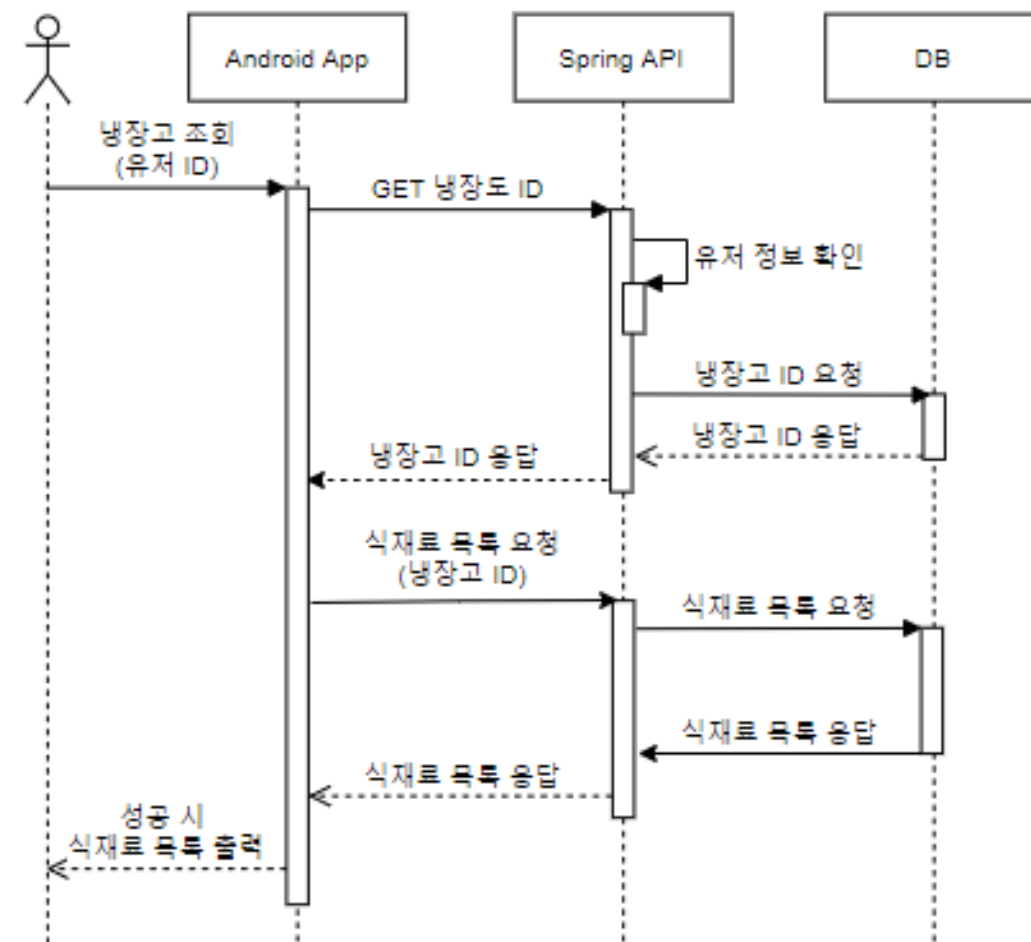 Android App
Spring API
DB
냉장고 조회
(유저 ID)
GET 냉장도 ID
유저 정보 확인
냉장고 ID 요청
냉장고 ID 응답
냉장고 ID 응답
식재료 목록 요청
(냉장고 ID)
식재료 목록 요청
식재료 목록 응답
식재료 목록 응답
성공 시
식재료 목록 출력